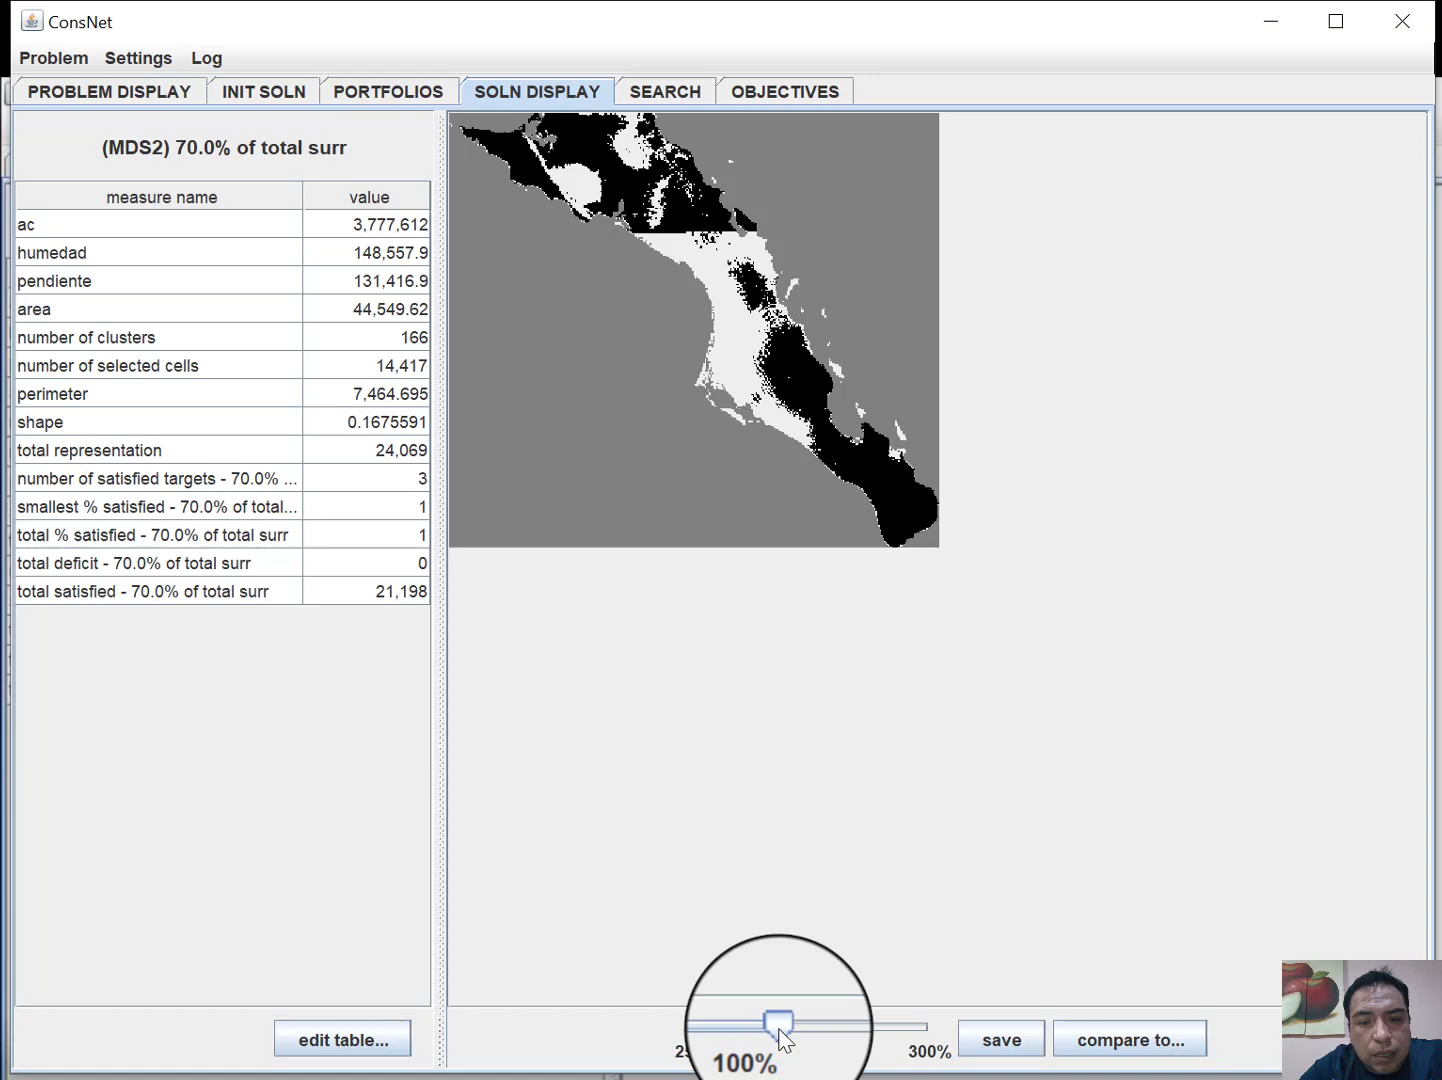 ConsNet
Problem Settings Log
PROBLEM DISPLAY INIT SOLN PORTFOLIOS SOLN DISPLAY SEARCH OBJECTIVES
(MDS2) 70.0% of total surr
measure name value
ac 3,777,612
humedad 148,557.9
pendiente 131,416.9
area 44,549.62
number of clusters 166
number of selected cells 14,417
perimeter 7,464.695
shape 0.1675591
total representation 24,069
number of satisfied targets - 70.0% ... 3
smallest % satisfied - 70.0% of total... 1
total % satisfied - 70.0% of total surr 1
total deficit - 70.0% of total surr 0
total satisfied - 70.0% of total surr 21,198
edit table... save compare to...
100% 300%